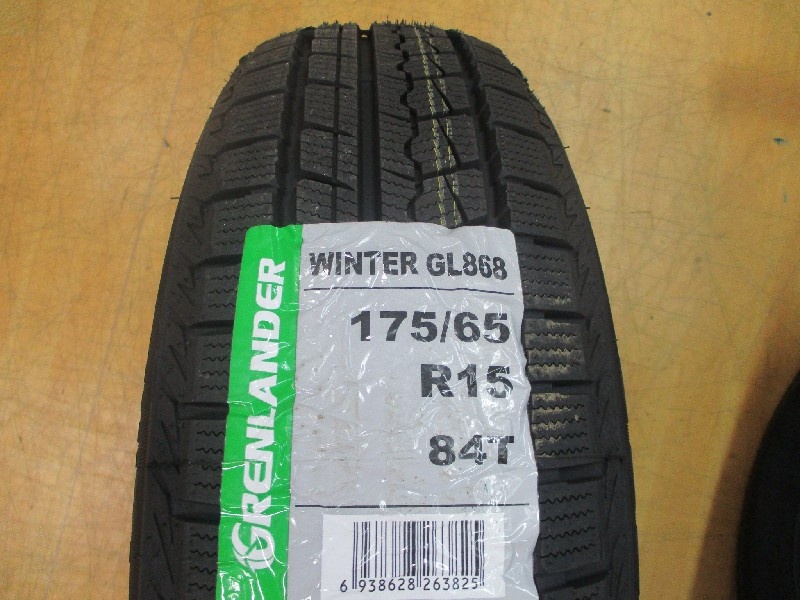 WINTER GL868
175/65
R15
84T
GRENLANDER
6 938628 263825